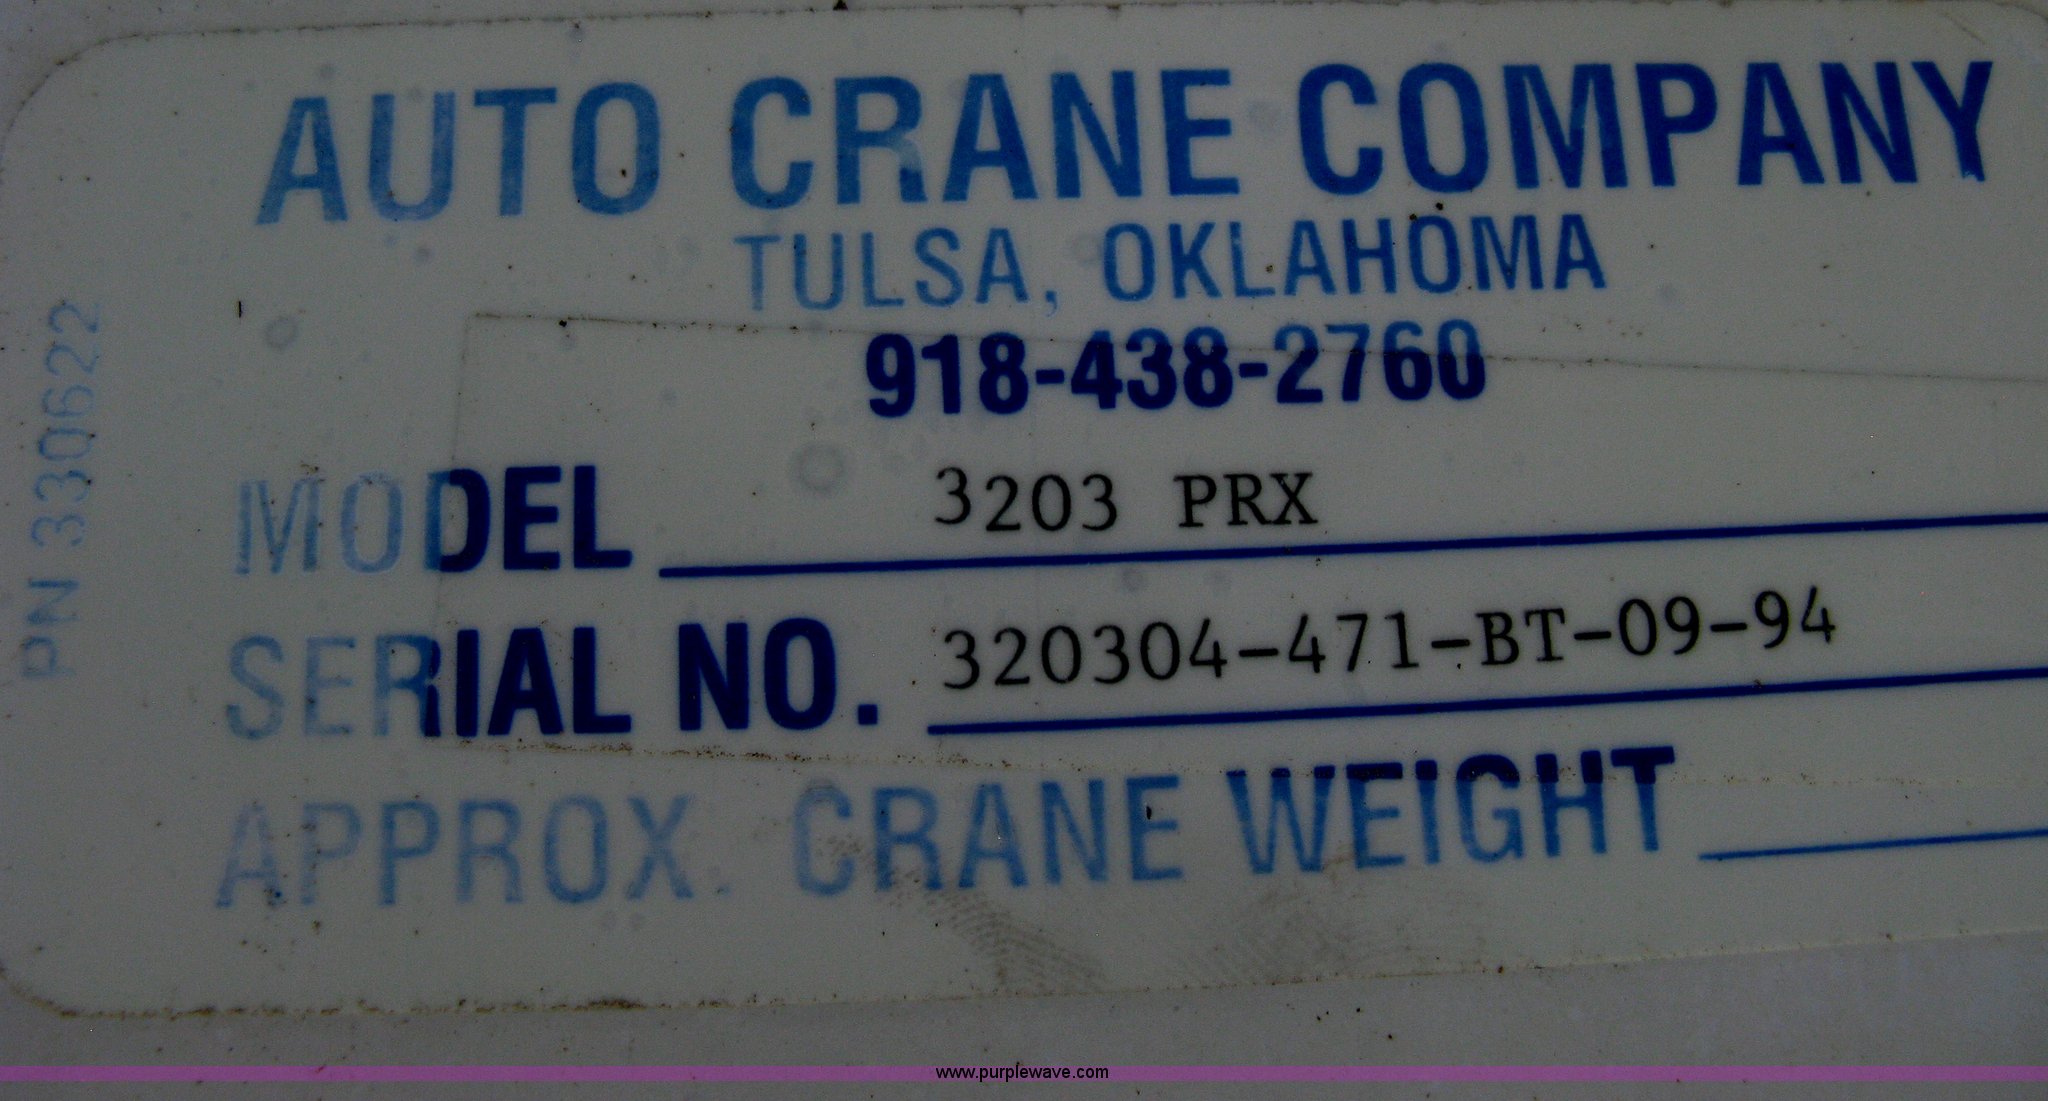 AUTO CRANE COMPANY
TULSA, OKLAHOMA
918-438-2760
MODEL 3203 PRX
SERIAL NO. 320304-471-BT-09-94
APPROX. CRANE WEIGHT
PN 330622
www.purplewave.com